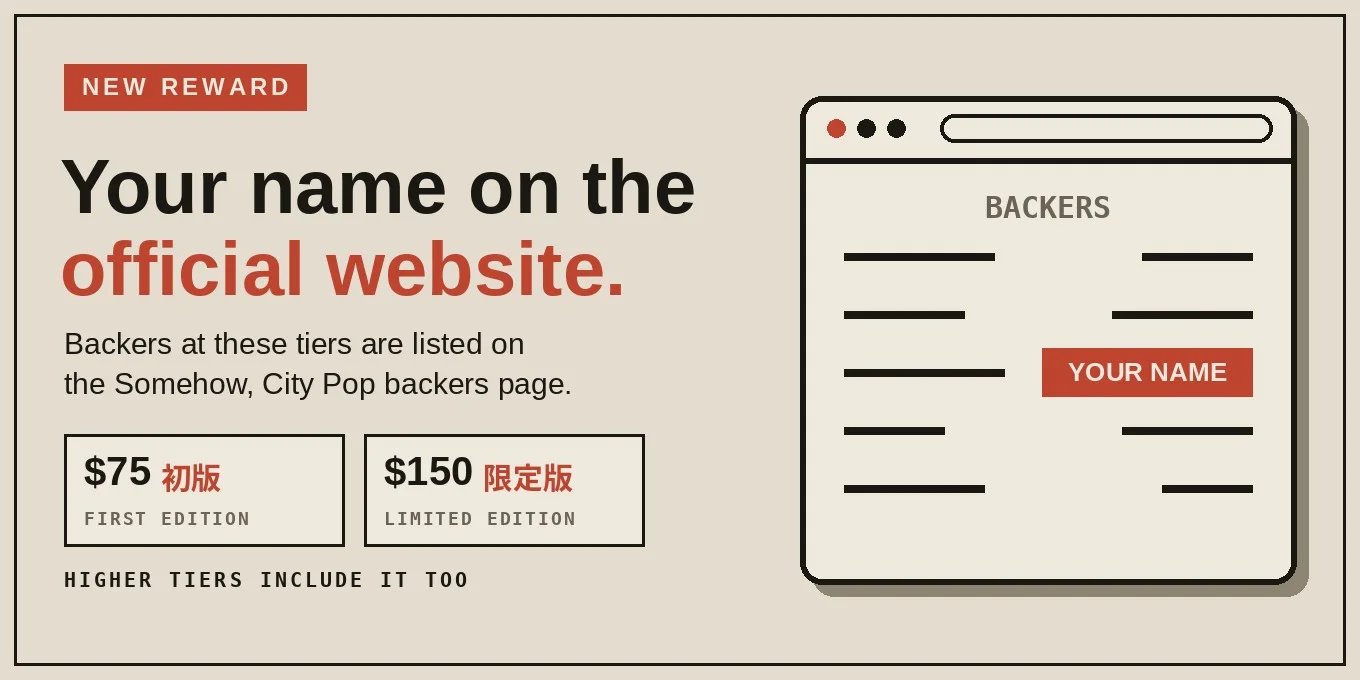 NEW REWARD
Your name on the
official website.
Backers at these tiers are listed on
the Somehow, City Pop backers page.
$75 初版
FIRST EDITION
$150 限定版
LIMITED EDITION
HIGHER TIERS INCLUDE IT TOO
BACKERS
YOUR NAME